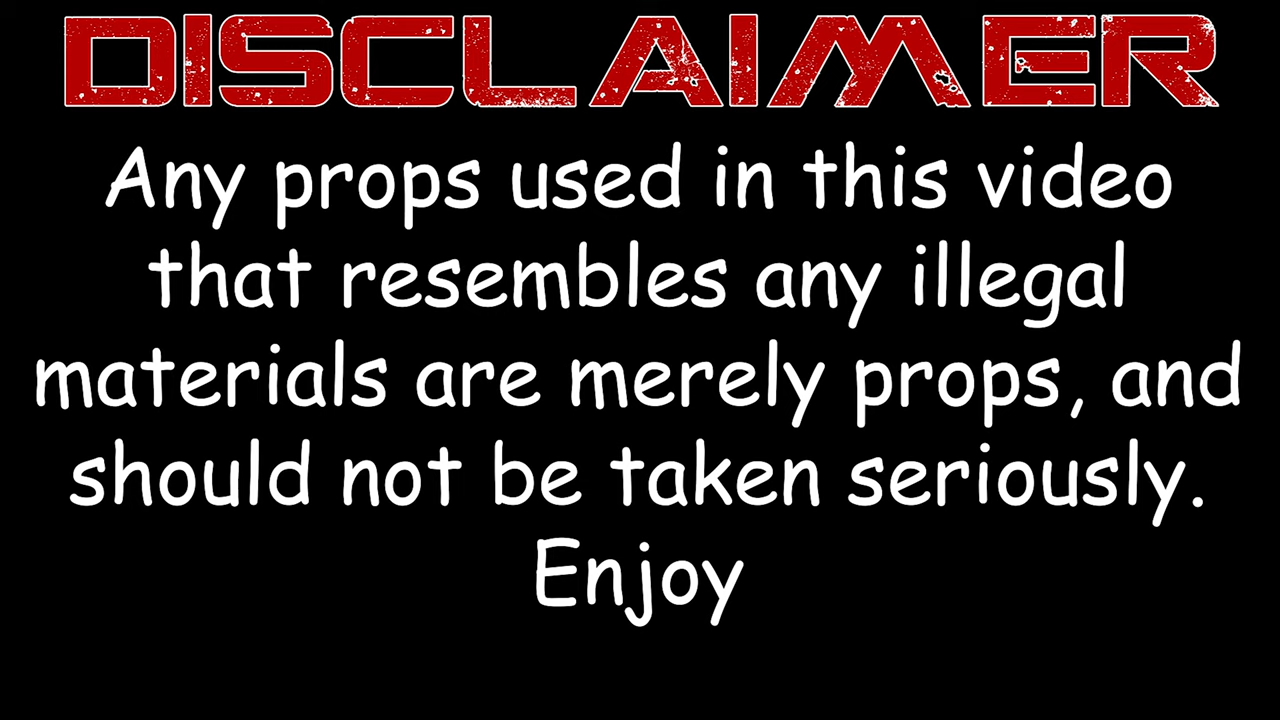 DISCLAIMER
Any props used in this video
that resembles any illegal
materials are merely props, and
should not be taken seriously.
Enjoy